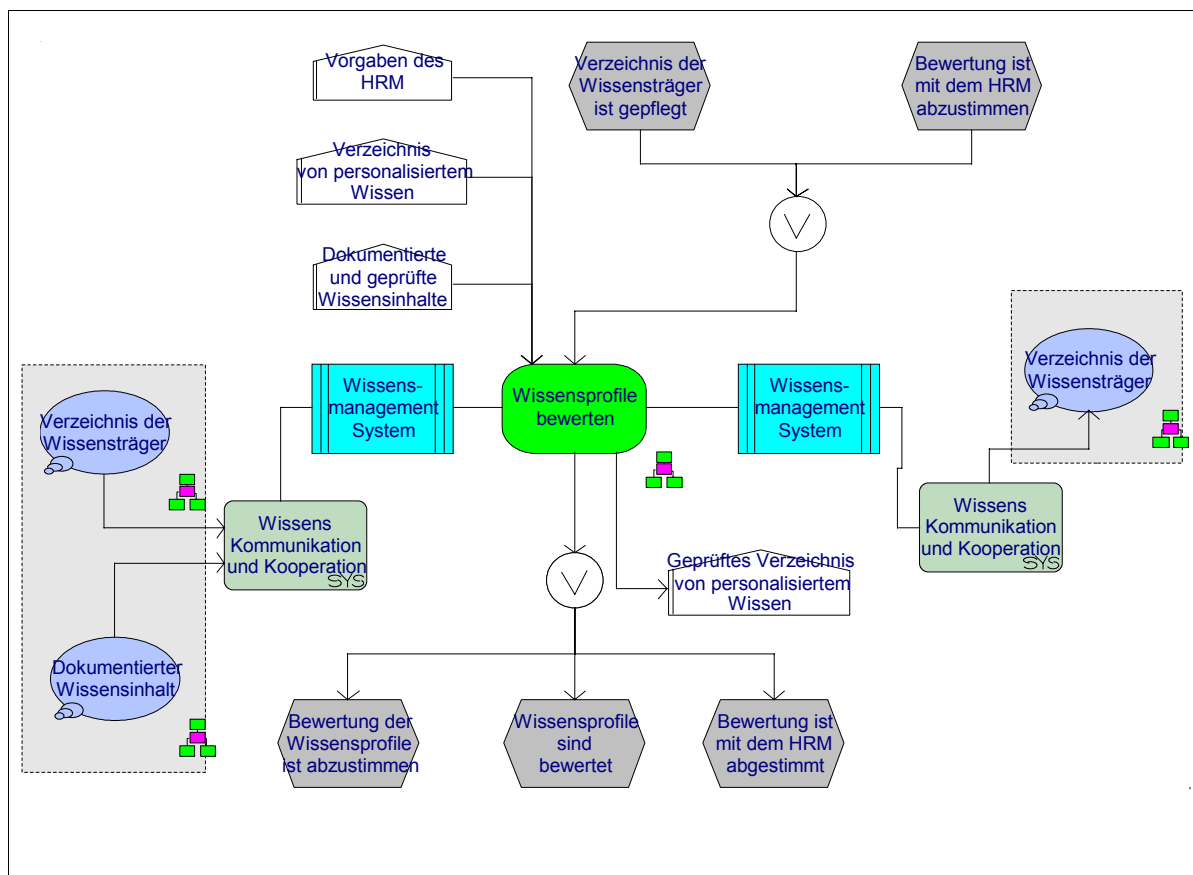 Vorgaben des
HRM
Verzeichnis der
Wissensträger
ist gepflegt
Bewertung ist
mit dem HRM
abzustimmen
Verzeichnis
von personalisiertem
Wissen
Dokumentierte
und geprüfte
Wissensinhalte
Verzeichnis der
Wissensträger
Wissens-
management
System
Wissensprofile
bewerten
Wissens-
management
System
Verzeichnis der
Wissensträger
Wissens
Kommunikation
und Kooperation
SYS
Wissens
Kommunikation
und Kooperation
SYS
Geprüftes Verzeichnis
von personalisiertem
Wissen
Dokumentierter
Wissensinhalt
Bewertung der
Wissensprofile
ist abzustimmen
Wissensprofile
sind
bewertet
Bewertung ist
mit dem HRM
abgestimmt